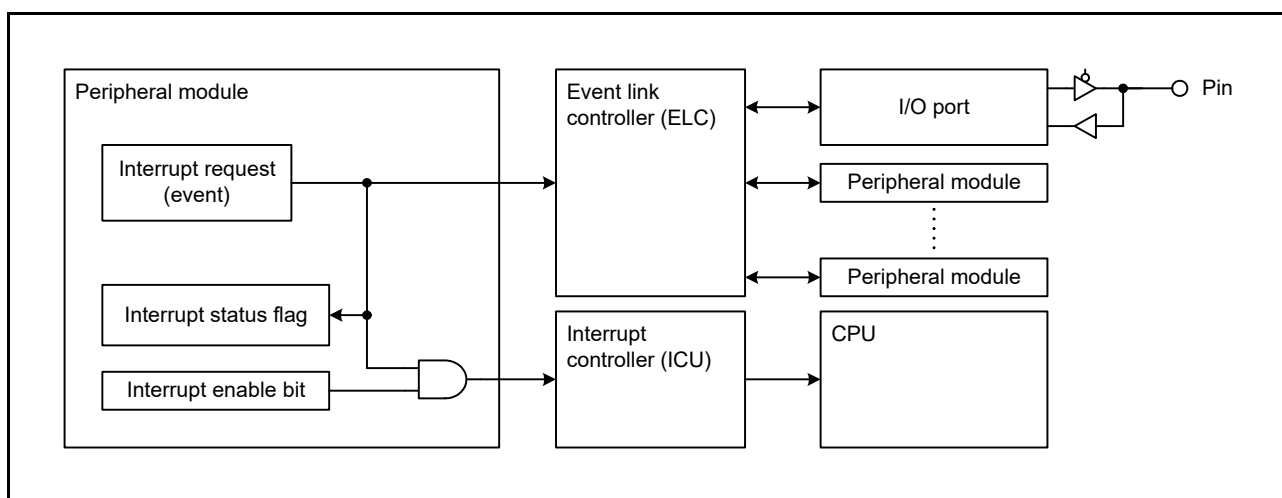 Peripheral module
Interrupt request
(event)
Interrupt status flag
Interrupt enable bit
Event link
controller (ELC)
Interrupt
controller (ICU)
I/O port
Pin
Peripheral module
Peripheral module
CPU